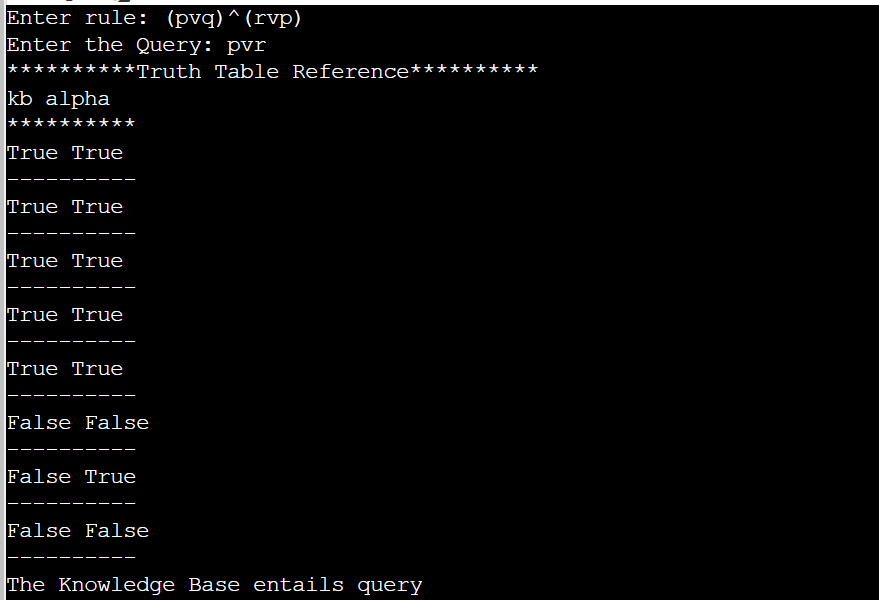 Enter rule: (pvq)^(rvp)
Enter the Query: pvr
**********Truth Table Reference**********
kb alpha
**********
True True
----------
True True
----------
True True
----------
True True
----------
True True
----------
False False
----------
False True
----------
False False
----------
The Knowledge Base entails query